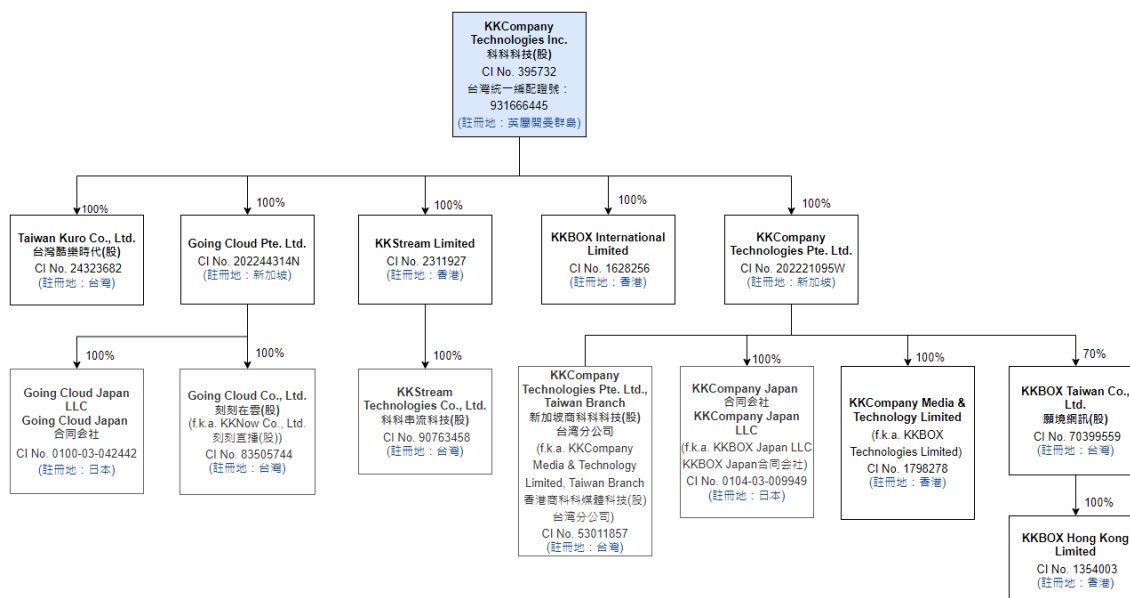 KKCompany
Technologies Inc.
科科科技(股)
CI No. 395732
台灣統一編配證號：
931666445
(註冊地：英屬開曼群島)
100%
100%
100%
100%
100%
Taiwan Kuro Co., Ltd.
台灣酷樂時代(股)
CI No. 24323682
(註冊地：台灣)
Going Cloud Pte. Ltd.
CI No. 202244314N
(註冊地：新加坡)
KKStream Limited
CI No. 2311927
(註冊地：香港)
KKBOX International
Limited
CI No. 1628256
(註冊地：香港)
KKCompany
Technologies Pte. Ltd.
CI No. 202221095W
(註冊地：新加坡)
100%
100%
100%
100%
100%
100%
70%
Going Cloud Japan
LLC
Going Cloud Japan
合同会社
CI No. 0100-03-042442
(註冊地：日本)
Going Cloud Co., Ltd.
刻刻在雲(股)
(f.k.a. KKNow Co., Ltd.
刻刻直播(股))
CI No. 83505744
(註冊地：台灣)
KKStream
Technologies Co., Ltd.
科科串流科技(股)
CI No. 90763458
(註冊地：台灣)
KKCompany
Technologies Pte. Ltd.,
Taiwan Branch
新加坡商科科科技(股)
台湾分公司
(f.k.a. KKCompany
Media & Technology
Limited, Taiwan Branch
香港商科科媒體科技(股)
台湾分公司)
CI No. 53011857
(註冊地：台灣)
KKCompany Japan
合同会社
KKCompany Japan
LLC
(f.k.a. KKBOX Japan LLC
KKBOX Japan合同会社)
CI No. 0104-03-009949
(註冊地：日本)
KKCompany Media &
Technology Limited
(f.k.a. KKBOX
Technologies Limited)
CI No. 1798278
(註冊地：香港)
KKBOX Taiwan Co.,
Ltd.
願境網訊(股)
CI No. 70399559
(註冊地：台灣)
100%
KKBOX Hong Kong
Limited
CI No. 1354003
(註冊地：香港)